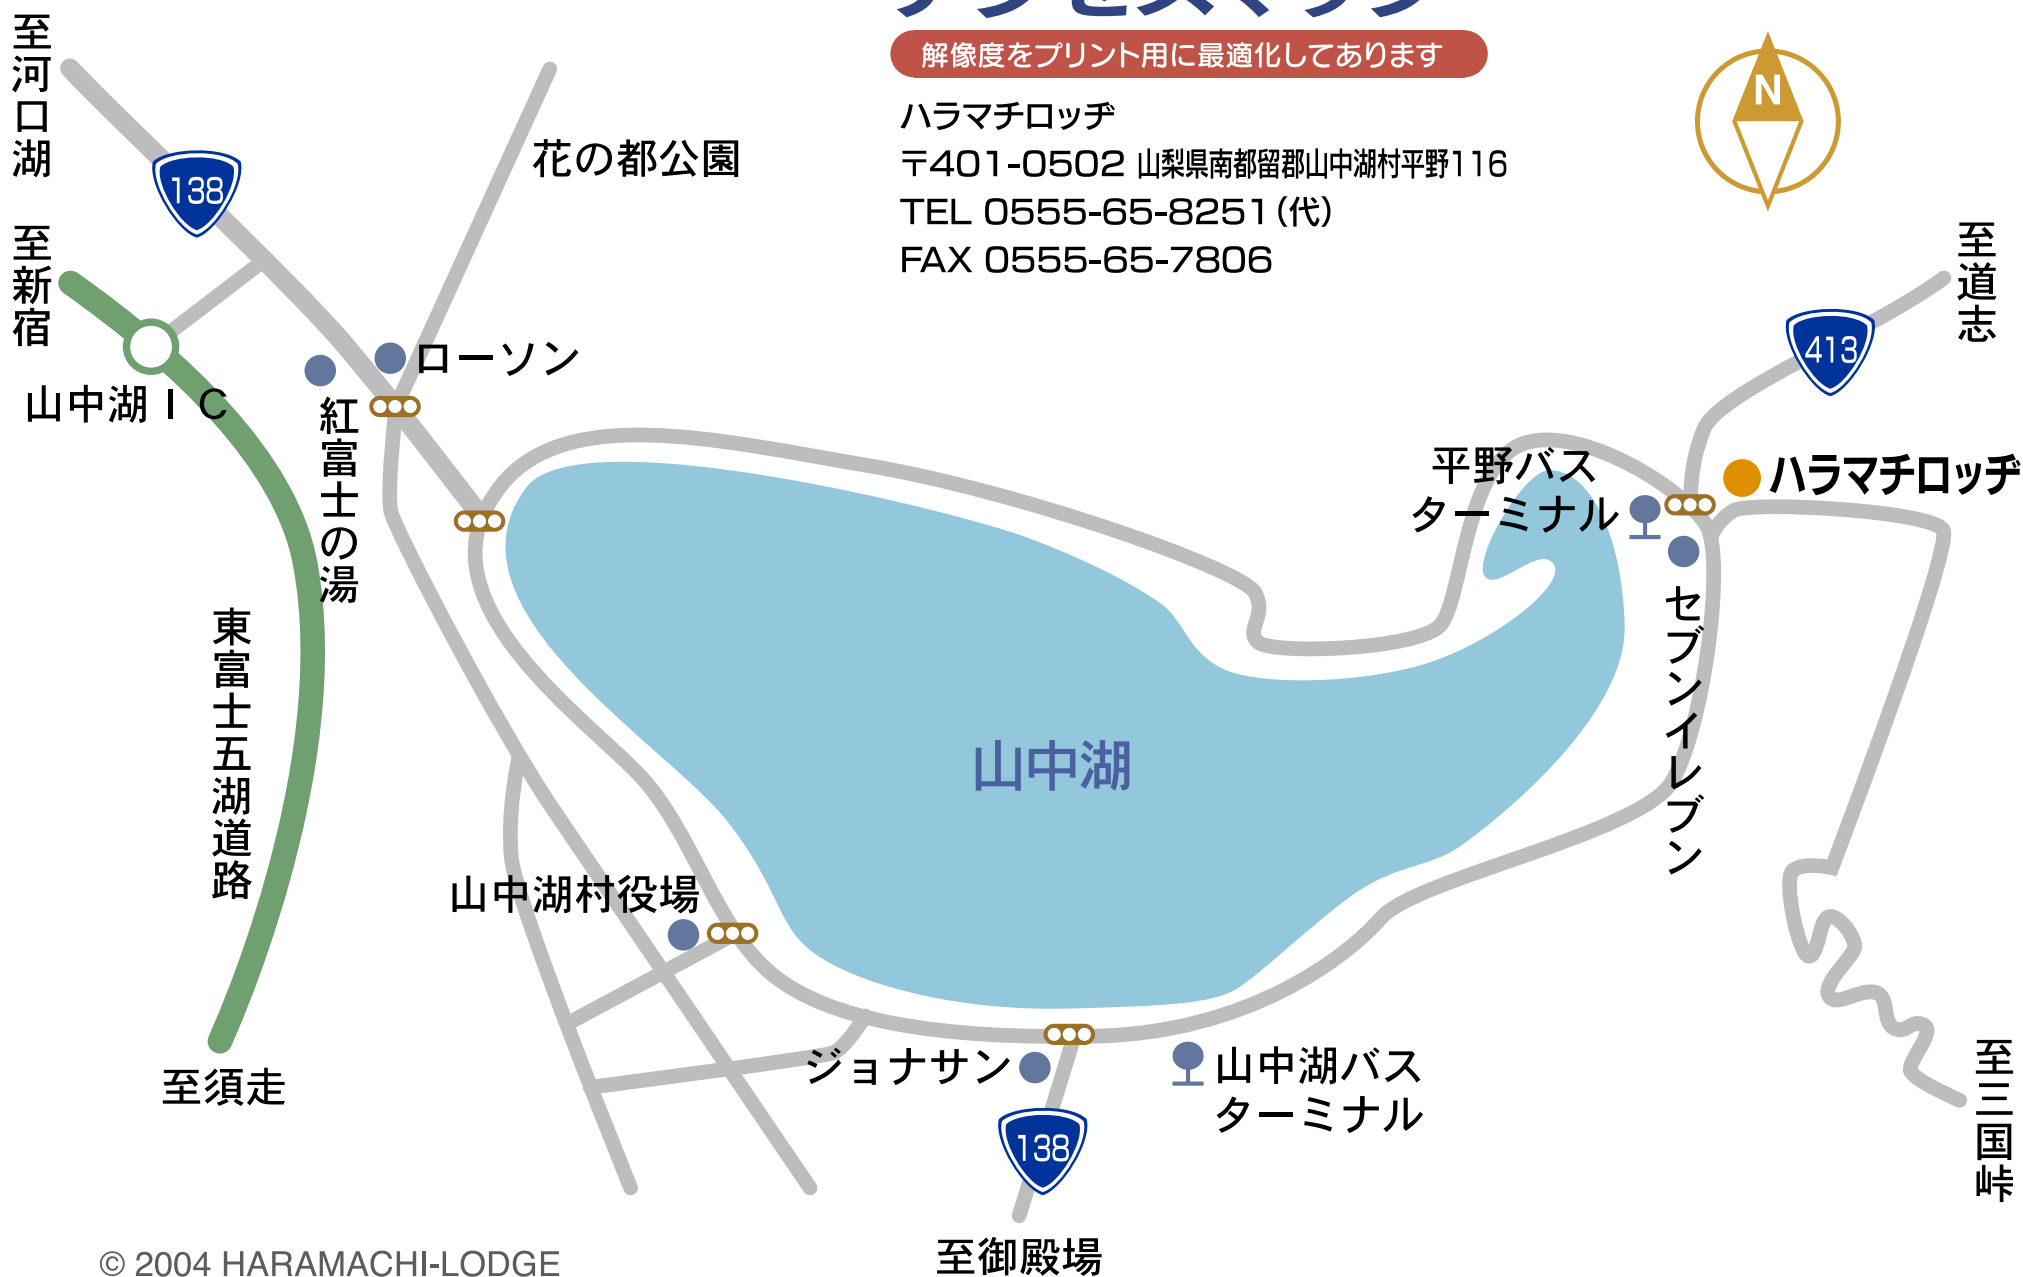 アクセスマップ
解像度をプリント用に最適化してあります
ハラマチロッヂ
〒401-0502 山梨県南都留郡山中湖村平野116
TEL 0555-65-8251(代)
FAX 0555-65-7806
N
至河口湖
138
花の都公園
至新宿
山中湖IC
ローソン
紅富士の湯
東富士五湖道路
至須走
至道志
413
平野バス
ターミナル
ハラマチロッヂ
セブンイレブン
山中湖
山中湖村役場
ジョナサン
山中湖バス
ターミナル
138
至御殿場
至三国峠
© 2004 HARAMACHI-LODGE